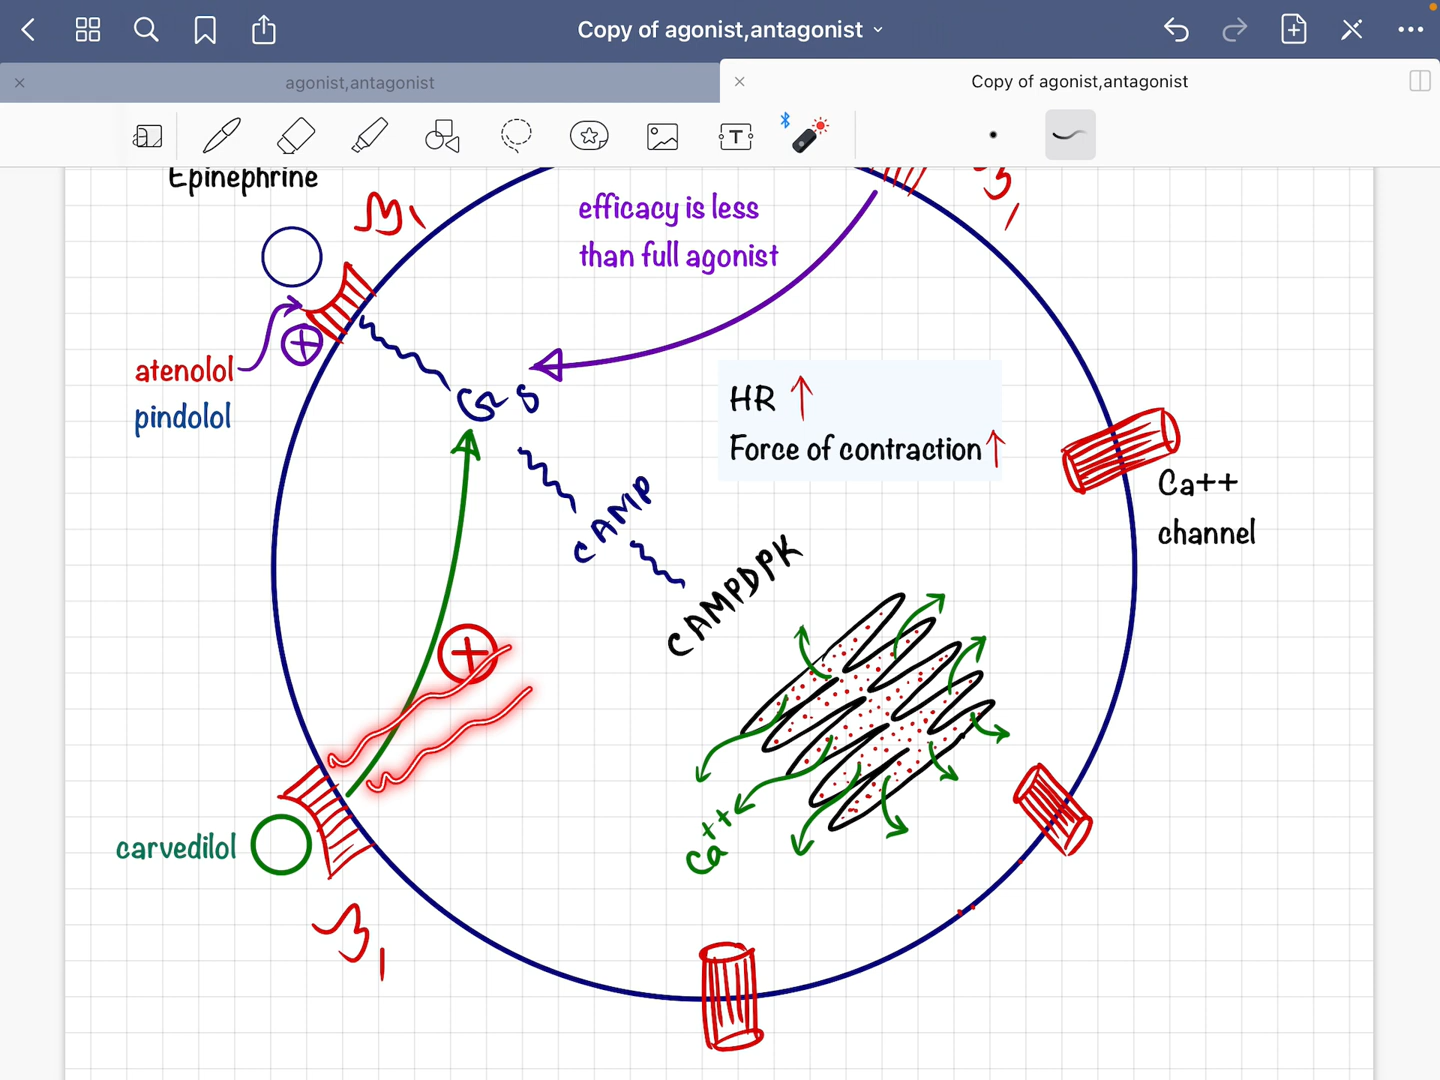 Copy of agonist,antagonist
agonist,antagonist
Copy of agonist,antagonist
T
Epinephrine
β1
β1
efficacy is less
than full agonist
atenolol
pindolol
Gs
HR ↑
Force of contraction ↑
Ca++
channel
cAMP
cAMPDPK
Ca++
carvedilol
β1